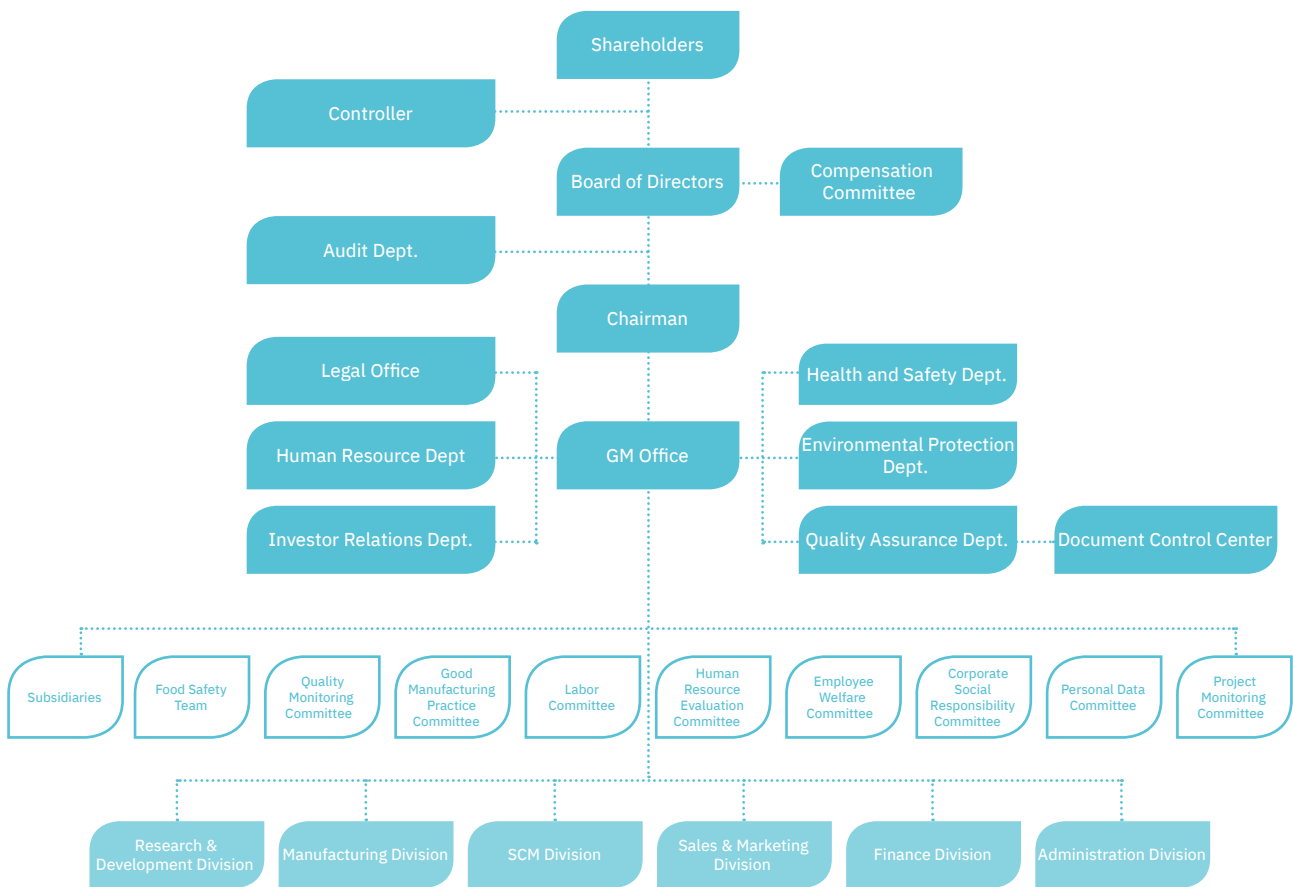 Shareholders
Controller
Board of Directors
Compensation
Committee
Audit Dept.
Chairman
Legal Office
Health and Safety Dept.
Human Resource Dept
GM Office
Environmental Protection
Dept.
Investor Relations Dept.
Quality Assurance Dept.
Document Control Center
Subsidiaries
Food Safety
Team
Quality
Monitoring
Committee
Good
Manufacturing
Practice
Committee
Labor
Committee
Human
Resource
Evaluation
Committee
Employee
Welfare
Committee
Corporate
Social
Responsibility
Committee
Personal Data
Committee
Project
Monitoring
Committee
Research &
Development Division
Manufacturing Division
SCM Division
Sales & Marketing
Division
Finance Division
Administration Division